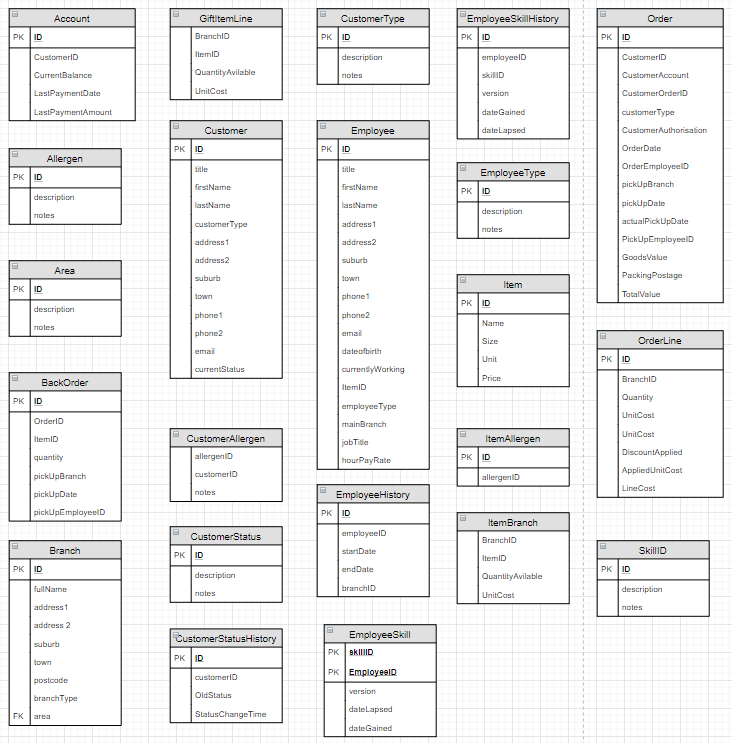 Account
PK ID
CustomerID
CurrentBalance
LastPaymentDate
LastPaymentAmount
Allergen
PK ID
description
notes
Area
PK ID
description
notes
BackOrder
PK ID
OrderID
ItemID
quantity
pickUpBranch
pickUpDate
pickUpEmployeeID
Branch
PK ID
fullName
address1
address 2
suburb
town
postcode
branchType
FK area
GiftItemLine
BranchID
ItemID
QuantityAvilable
UnitCost
Customer
PK ID
title
firstName
lastName
customerType
address1
address2
suburb
town
phone1
phone2
email
currentStatus
CustomerAllergen
allergenID
customerID
notes
CustomerStatus
PK ID
description
notes
CustomerStatusHistory
PK ID
customerID
OldStatus
StatusChangeTime
CustomerType
PK ID
description
notes
Employee
PK ID
title
firstName
lastName
address1
address2
suburb
town
phone1
phone2
email
dateofbirth
currentlyWorking
ItemID
employeeType
mainBranch
jobTitle
hourPayRate
EmployeeHistory
PK ID
employeeID
startDate
endDate
branchID
EmployeeSkill
PK skillID
PK EmployeeID
version
dateLapsed
dateGained
EmployeeSkillHistory
PK ID
employeeID
skillID
version
dateGained
dateLapsed
EmployeeType
PK ID
description
notes
Item
PK ID
Name
Size
Unit
Price
ItemAllergen
PK ID
allergenID
ItemBranch
BranchID
ItemID
QuantityAvilable
UnitCost
Order
PK ID
CustomerID
CustomerAccount
CustomerOrderID
customerType
CustomerAuthorisation
OrderDate
OrderEmployeeID
pickUpBranch
pickUpDate
actualPickUpDate
PickUpEmployeeID
GoodsValue
PackingPostage
TotalValue
OrderLine
PK ID
BranchID
Quantity
UnitCost
UnitCost
DiscountApplied
AppliedUnitCost
LineCost
SkillID
PK ID
description
notes